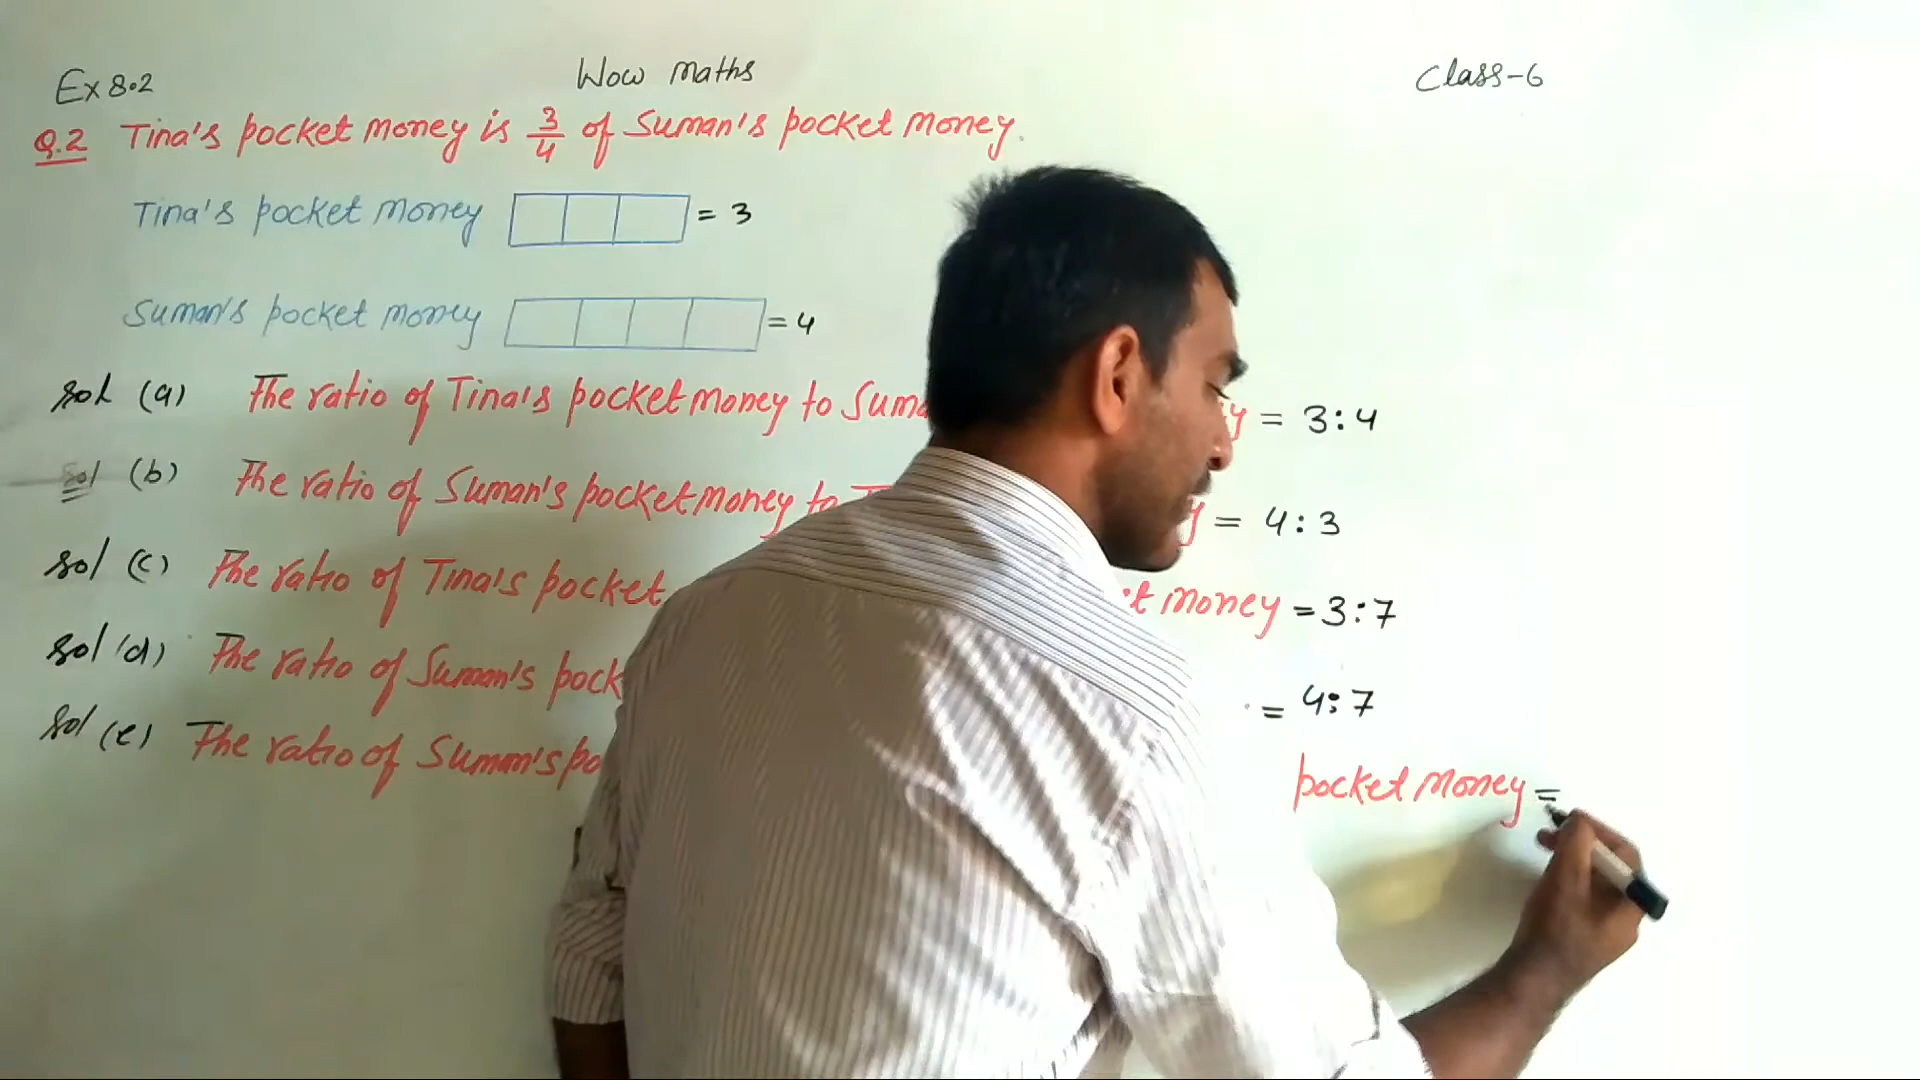 Ex 8.2
Wow Maths
Class-6
Q.2 Tina's pocket money is 3/4 of Suman's pocket money.
Tina's pocket money = 3
Suman's pocket money = 4
sol (a) The ratio of Tina's pocket money to = 3:4
sol (b) The ratio of Suman's pocket money to = 4:3
sol (c) The ratio of Tina's pocket money = 3:7
sol (d) The ratio of Suman's = 4:7
sol (e) The ratio of Suman's pocket money =